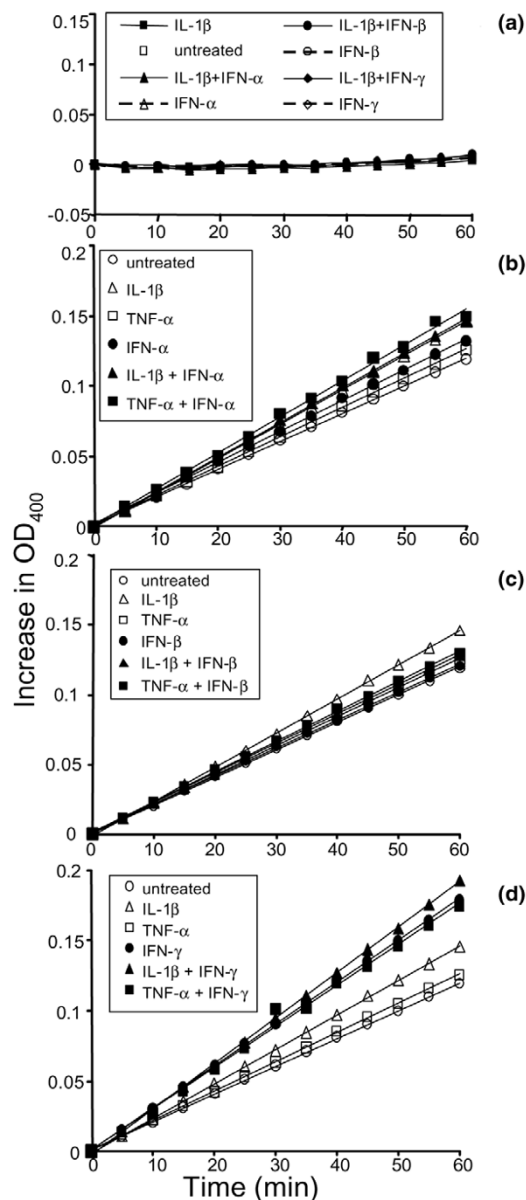 (a)
0.15
0.1
0.05
0
-0.05
IL-1β
IL-1β+IFN-β
untreated
IFN-β
IL-1β+IFN-α
IL-1β+IFN-γ
IFN-α
IFN-γ
0 10 20 30 40 50 60
(b)
0.2
0.15
0.1
0.05
0
untreated
IL-1β
TNF-α
IFN-α
IL-1β + IFN-α
TNF-α + IFN-α
0 10 20 30 40 50 60
Increase in OD400
(c)
0.2
0.15
0.1
0.05
0
untreated
IL-1β
TNF-α
IFN-β
IL-1β + IFN-β
TNF-α + IFN-β
0 10 20 30 40 50 60
(d)
0.2
0.15
0.1
0.05
0
untreated
IL-1β
TNF-α
IFN-γ
IL-1β + IFN-γ
TNF-α + IFN-γ
0 10 20 30 40 50 60
Time (min)